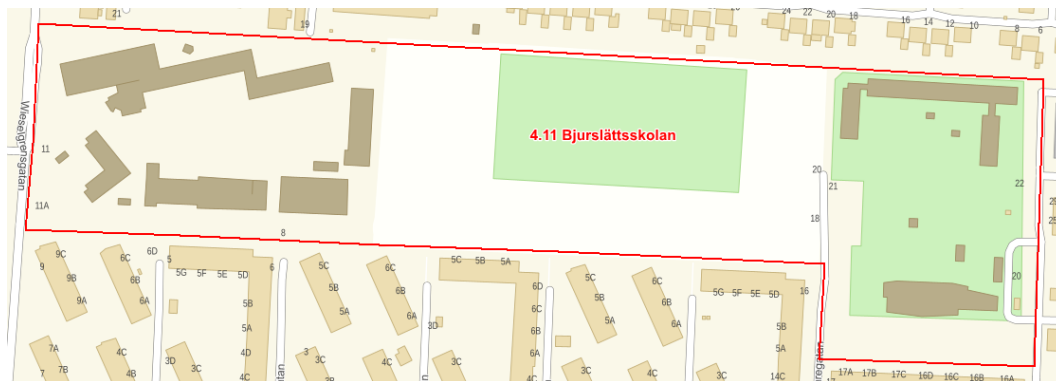 21
19
24
22
20
18
16
14
12
10
8
6
Wieselgrensgatan
11
11A
4.11 Bjurslättsskolan
20
21
18
22
20
8
9
9C
9B
9A
6C
6B
6A
6D
5
5G
5F
5E
5D
6
5B
5A
4D
4C
5C
5B
5A
6C
6B
6A
5C
5B
5A
6D
6C
6B
6A
3D
5C
5B
5A
6C
6B
6A
5G
5F
5E
5D
16
5B
5A
14C
7A
7B
7
4C
4B
3D
3C
3
3C
4C
3C
3C
4C
3C
17A
17B
17C
16D
16C
16B
16A